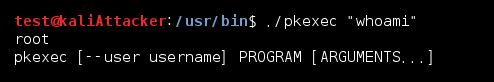 test@kaliAttacker:/usr/bin$ ./pkexec "whoami"
root
pkexec [--user username] PROGRAM [ARGUMENTS...]